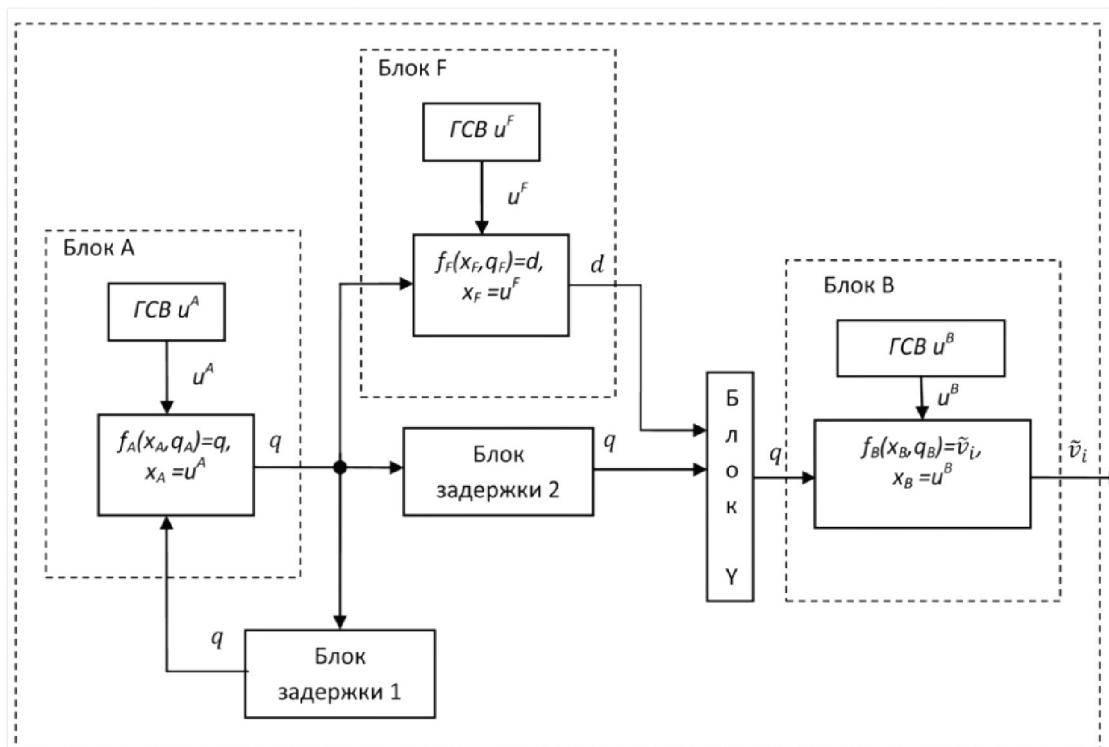 Блок F
ГСВ u^F
u^F
f_F(x_F,q_F)=d,
x_F =u^F
d
Блок A
ГСВ u^A
u^A
f_A(x_A,q_A)=q,
x_A =u^A
q
Блок
задержки 2
q
Блок
задержки 1
q
Б
л
о
к
Y
q
Блок B
ГСВ u^B
u^B
f_B(x_B,q_B)=ṽ_i,
x_B =u^B
ṽ_i